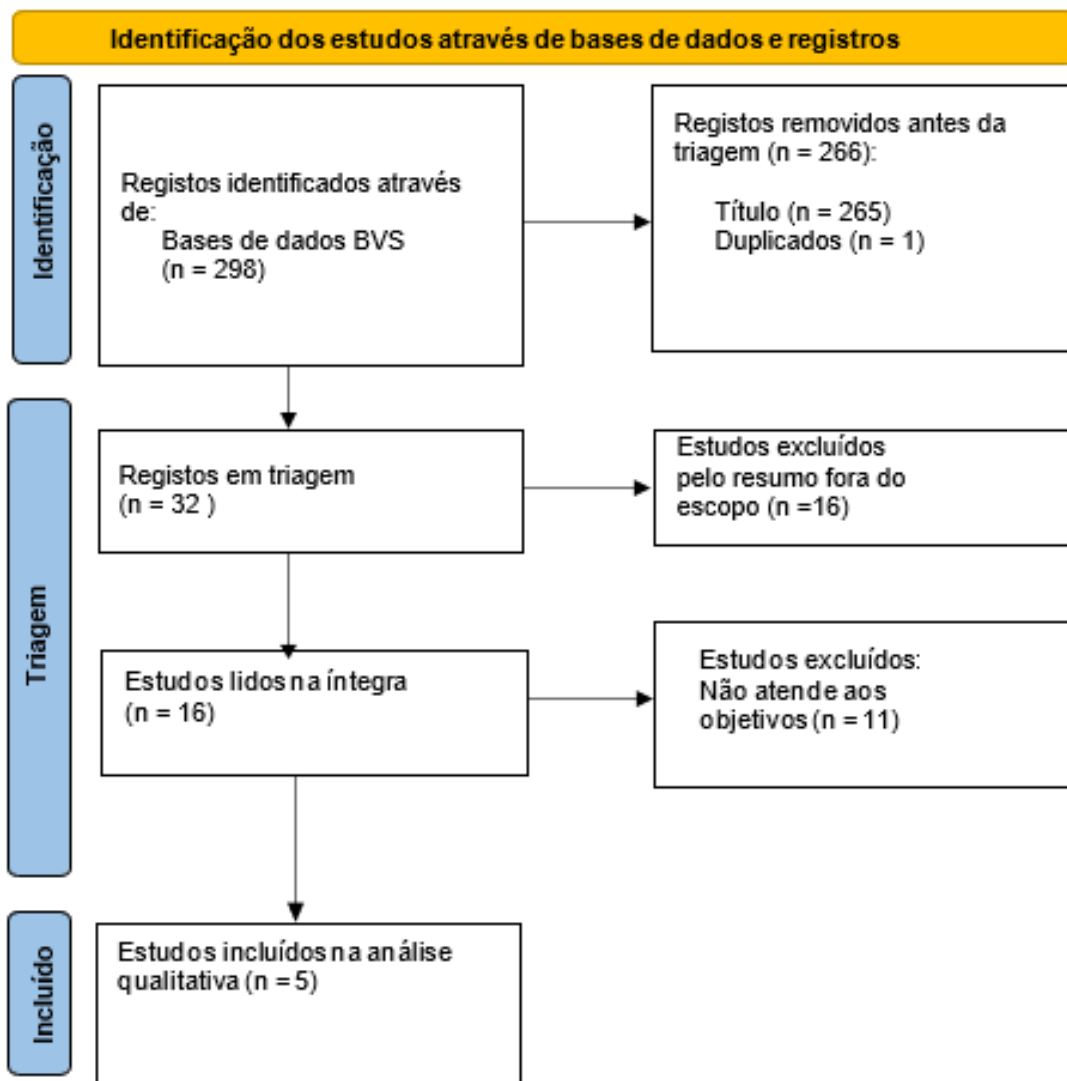 Identificação dos estudos através de bases de dados e registros
Identificação
Registos identificados através
de:
Bases de dados BVS
(n = 298)
Registos removidos antes da
triagem (n = 266):
Título (n = 265)
Duplicados (n = 1)
Triagem
Registos em triagem
(n = 32 )
Estudos excluídos
pelo resumo fora do
escopo (n =16)
Estudos lidos na íntegra
(n = 16)
Estudos excluídos:
Não atende aos
objetivos (n = 11)
Incluído
Estudos incluídos na análise
qualitativa (n = 5)